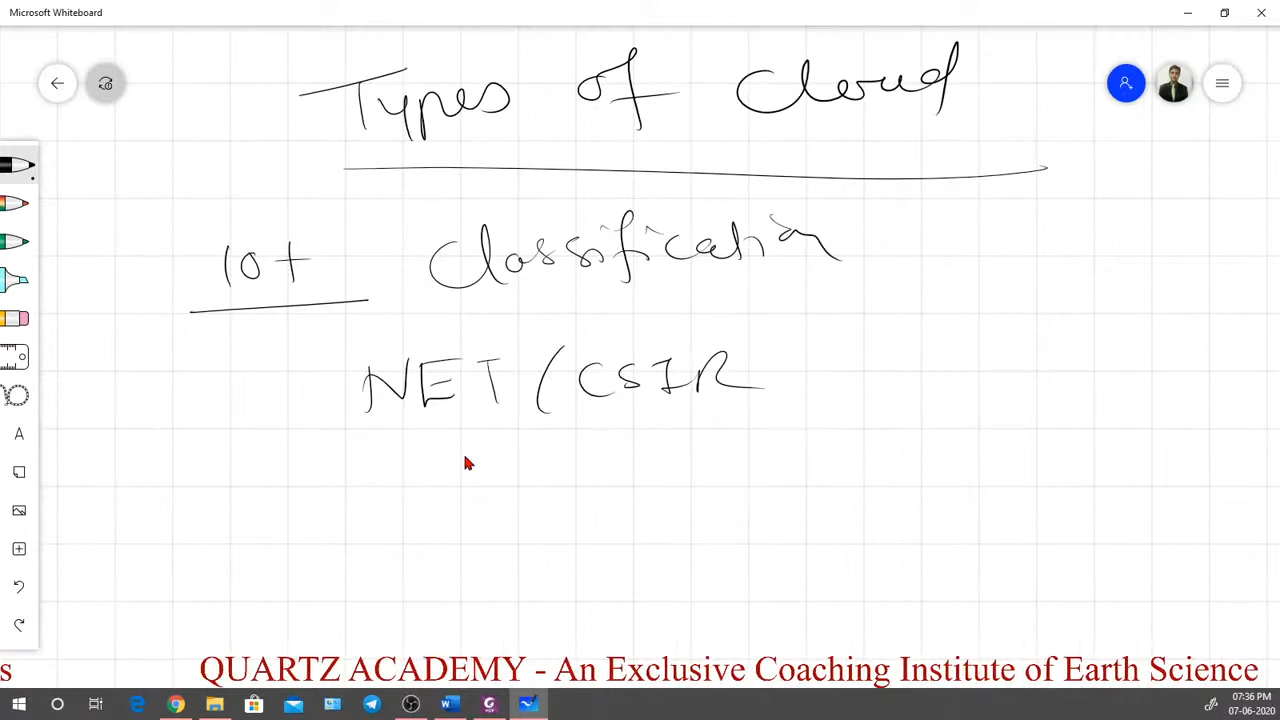 Microsoft Whiteboard
Types of Cloud
10+ Classification
NET (CSIR
A
s QUARTZ ACADEMY - An Exclusive Coaching Institute of Earth Science
07:36 PM
07-06-2020